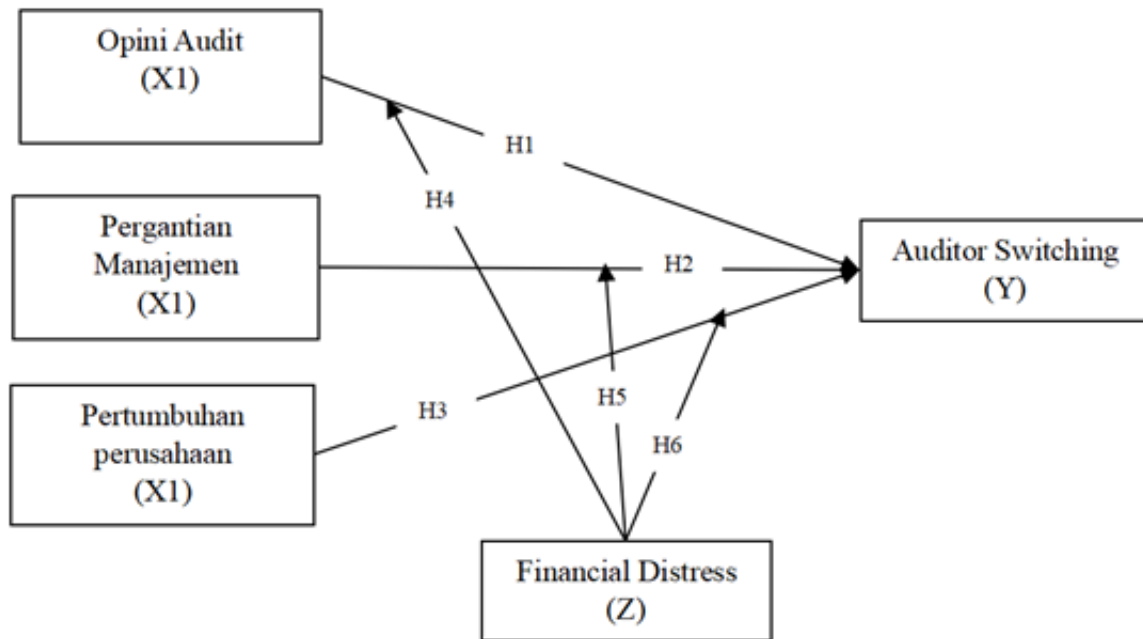 Opini Audit
(X1)
H1
H4
Pergantian
Manajemen
(X1)
H2
Auditor Switching
(Y)
Pertumbuhan
perusahaan
(X1)
H3
H5
H6
Financial Distress
(Z)